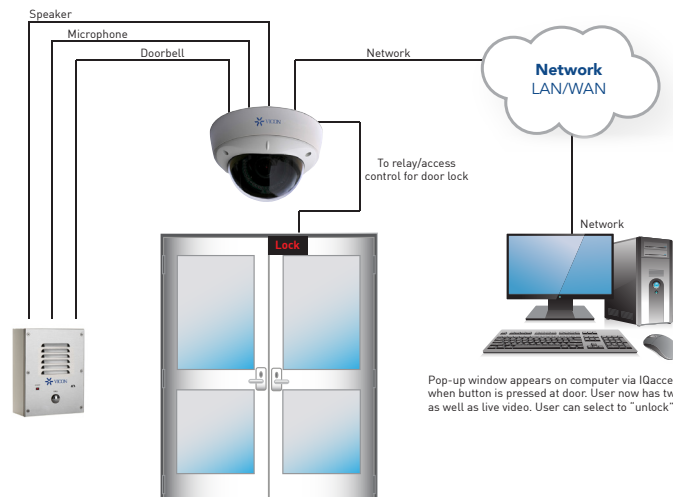 Speaker
Microphone
Doorbell
Network
VICON
Network
LAN/WAN
To relay/access
control for door lock
Lock
Network
VICON
Pop-up window appears on computer via IQacce
when button is pressed at door. User now has tw
as well as live video. User can select to "unlock"